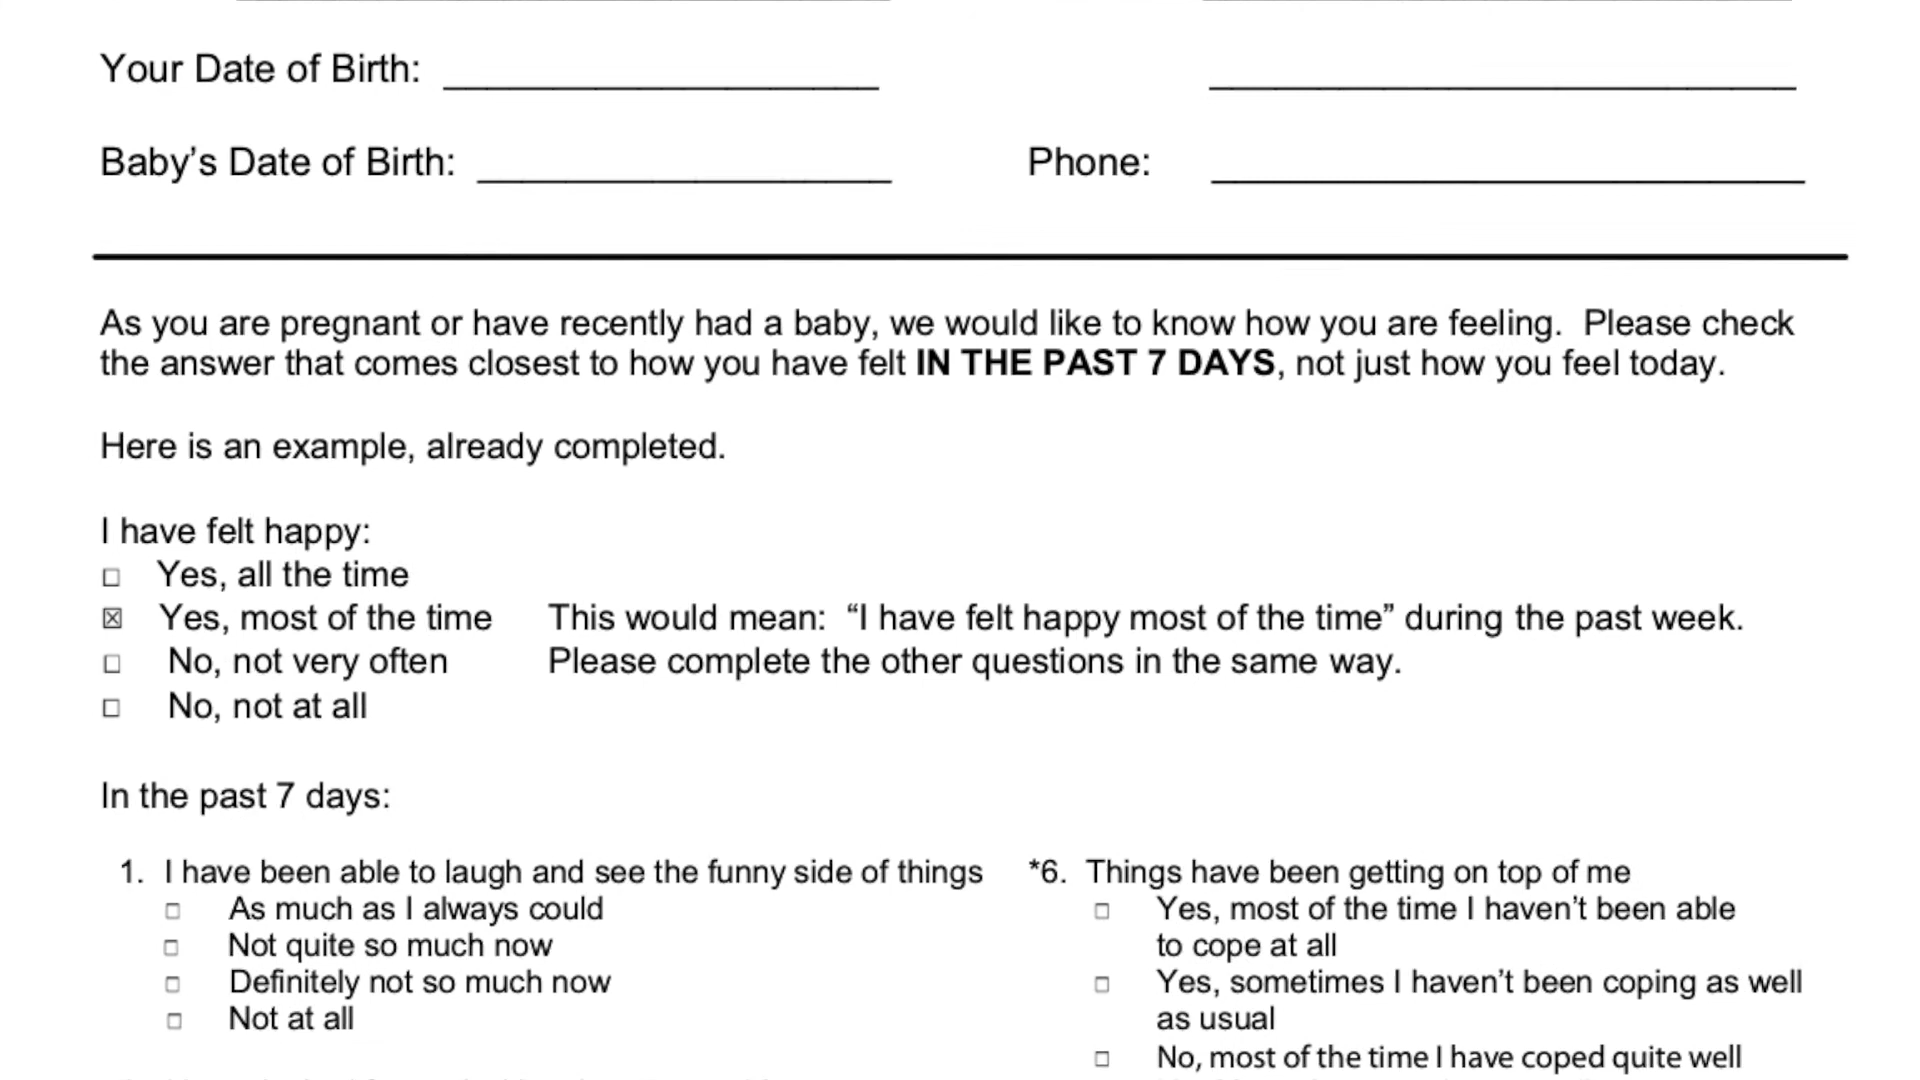 Your Date of Birth: ____________________ ___________________________
Baby’s Date of Birth: ___________________ Phone: ___________________________
As you are pregnant or have recently had a baby, we would like to know how you are feeling. Please check
the answer that comes closest to how you have felt IN THE PAST 7 DAYS, not just how you feel today.
Here is an example, already completed.
I have felt happy:
☐ Yes, all the time
☒ Yes, most of the time This would mean: “I have felt happy most of the time” during the past week.
☐ No, not very often Please complete the other questions in the same way.
☐ No, not at all
In the past 7 days:
1. I have been able to laugh and see the funny side of things
☐ As much as I always could
☐ Not quite so much now
☐ Definitely not so much now
☐ Not at all
*6. Things have been getting on top of me
☐ Yes, most of the time I haven’t been able
to cope at all
☐ Yes, sometimes I haven’t been coping as well
as usual
☐ No, most of the time I have coped quite well